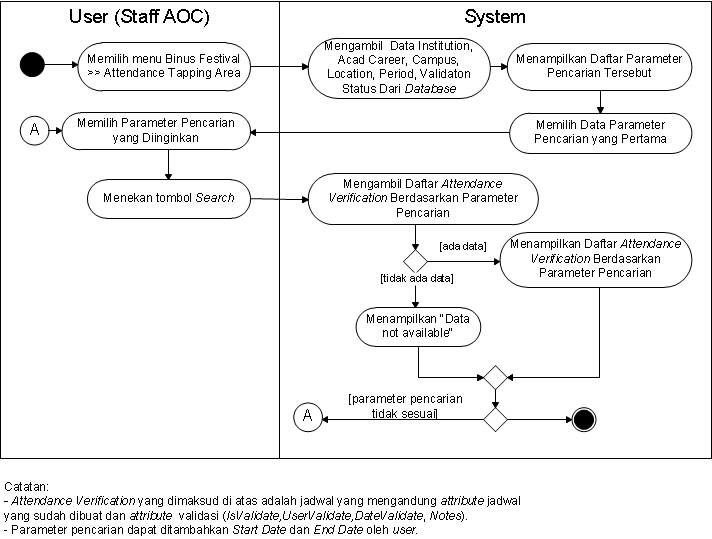 User (Staff AOC)
System
Memilih menu Binus Festival
>> Attendance Tapping Area
Mengambil Data Institution,
Acad Career, Campus,
Location, Period, Validaton
Status Dari Database
Menampilkan Daftar Parameter
Pencarian Tersebut
A
Memilih Parameter Pencarian
yang Diinginkan
Memilih Data Parameter
Pencarian yang Pertama
Menekan tombol Search
Mengambil Daftar Attendance
Verification Berdasarkan Parameter
Pencarian
[ada data]
Menampilkan Daftar Attendance
Verification Berdasarkan
Parameter Pencarian
[tidak ada data]
Menampilkan "Data
not available"
[parameter pencarian
tidak sesuai]
A
Catatan:
- Attendance Verification yang dimaksud di atas adalah jadwal yang mengandung attribute jadwal
yang sudah dibuat dan attribute validasi (IsValidate,UserValidate,DateValidate, Notes).
- Parameter pencarian dapat ditambahkan Start Date dan End Date oleh user.